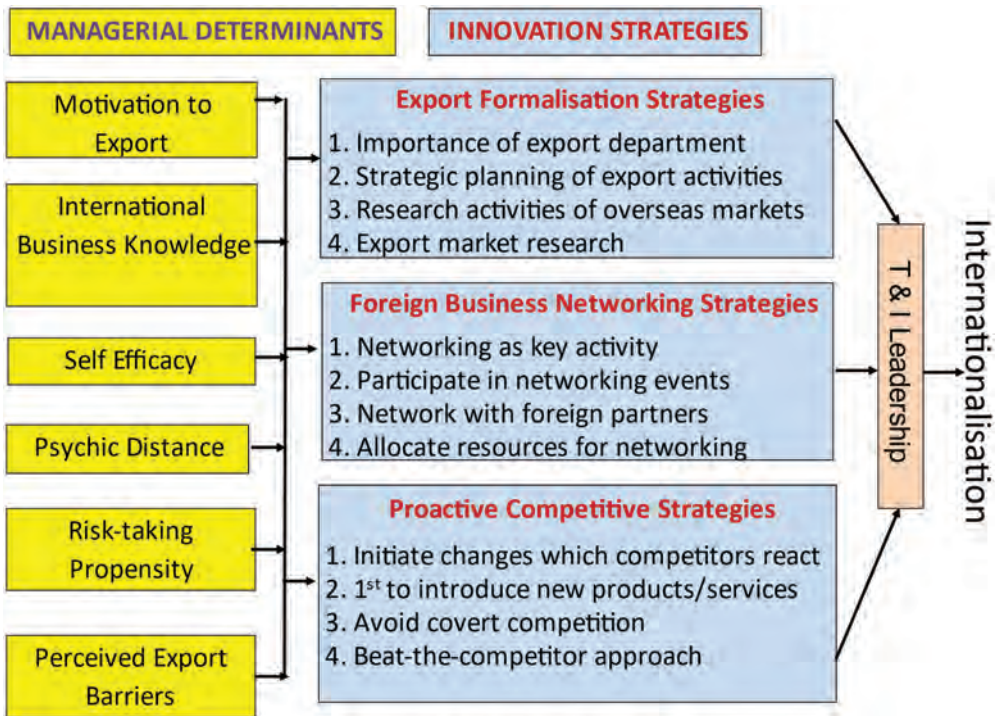 MANAGERIAL DETERMINANTS
INNOVATION STRATEGIES
Motivation to
Export
International
Business Knowledge
Self Efficacy
Psychic Distance
Risk-taking
Propensity
Perceived Export
Barriers
Export Formalisation Strategies
1. Importance of export department
2. Strategic planning of export activities
3. Research activities of overseas markets
4. Export market research
Foreign Business Networking Strategies
1. Networking as key activity
2. Participate in networking events
3. Network with foreign partners
4. Allocate resources for networking
Proactive Competitive Strategies
1. Initiate changes which competitors react
2. 1st to introduce new products/services
3. Avoid covert competition
4. Beat-the-competitor approach
T & I Leadership
Internationalisation